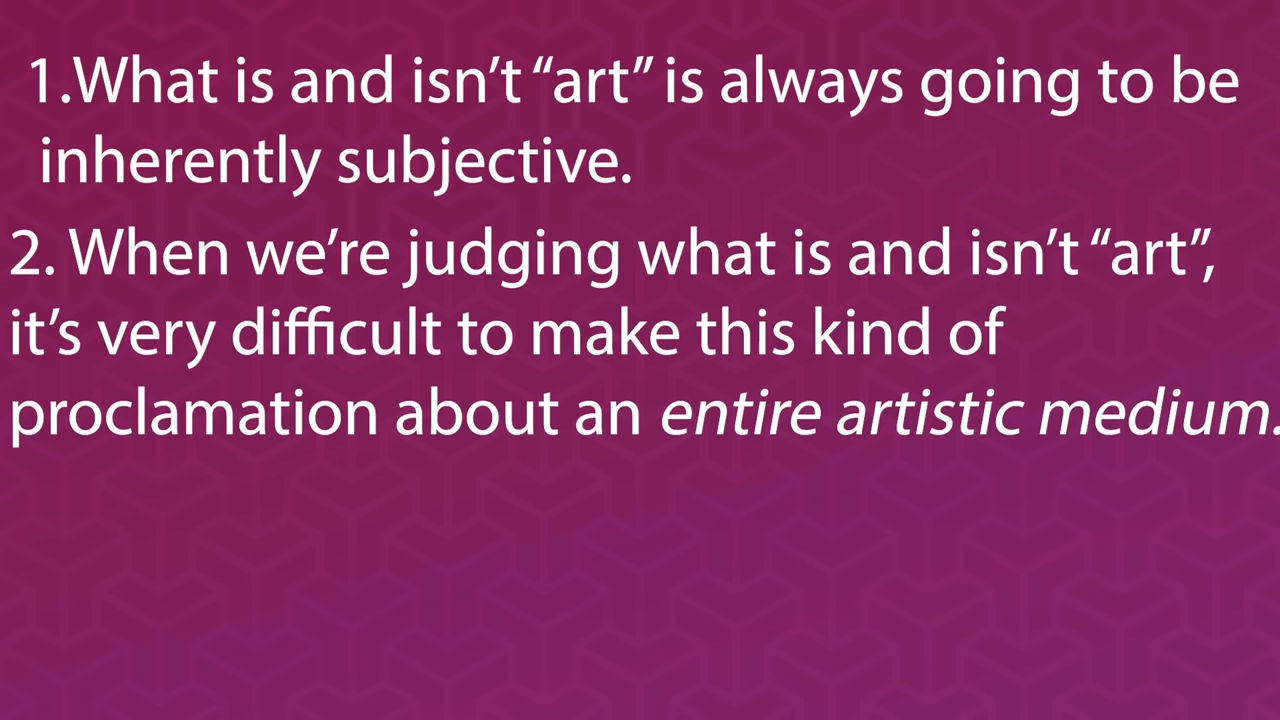 1.What is and isn’t “art” is always going to be
inherently subjective.
2. When we’re judging what is and isn’t “art”,
it’s very difficult to make this kind of
proclamation about an entire artistic medium.